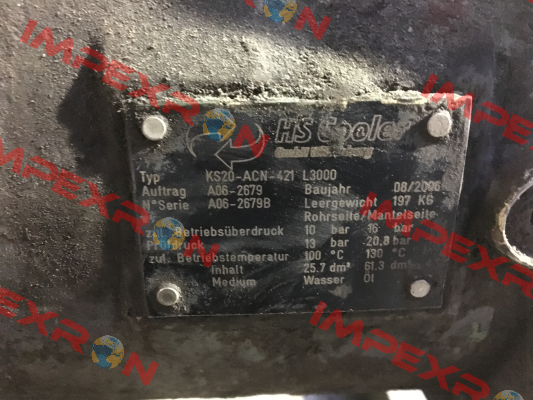 HS Cooler
GmbH
Typ KS20-ACN-421 L3000
Auftrag A06-2679 Baujahr 08/2006
N° Serie A06-2679B Leergewicht 197 KG
Rohrseite/Mantelseite
zul. Betriebsüberdruck 10 bar 16 bar
Prüfdruck 13 bar 20.8 bar
zul. Betriebstemperatur 100 °C 130 °C
Inhalt 25.7 dm³ 61.3 dm³
Medium Wasser Öl
IMPEXRON
IMPEXRON
IMPEXRON
IMPEXRON